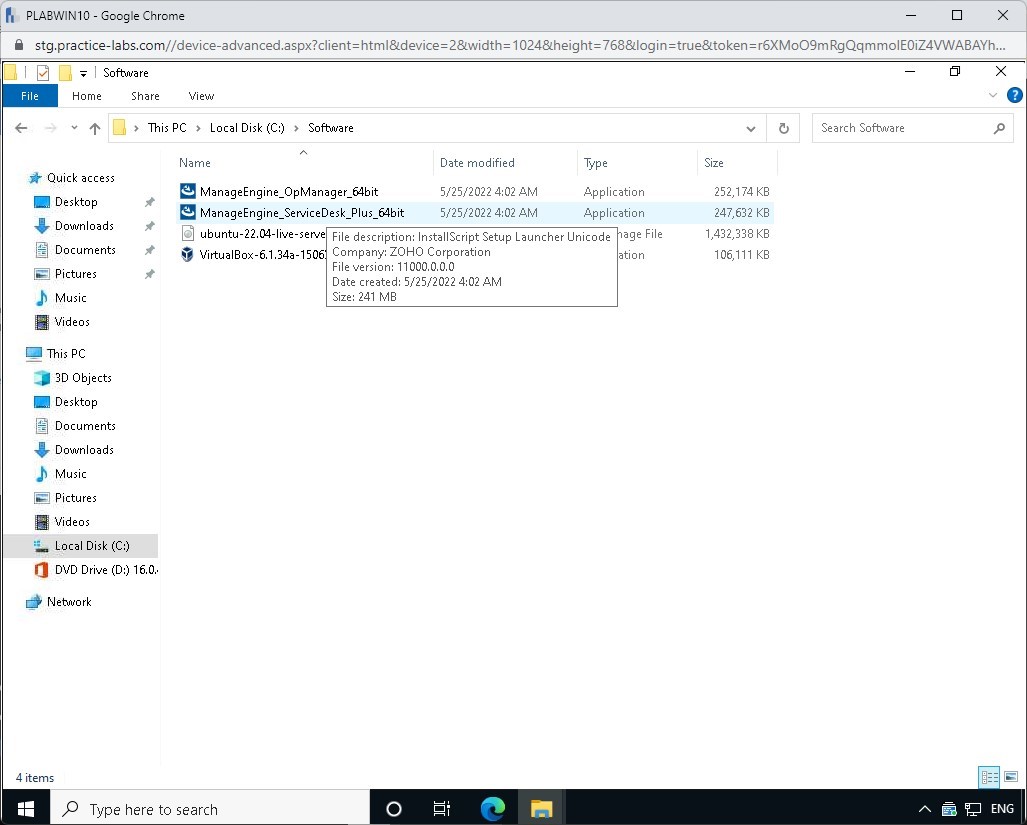 PLABWIN10 - Google Chrome
stg.practice-labs.com//device-advanced.aspx?client=html&device=2&width=1024&height=768&login=true&token=r6XMoO9mRgQqmmolE0iZ4VWABAYh...
Software
File Home Share View
This PC Local Disk (C:) Software
Search Software
Name Date modified Type Size
ManageEngine_OpManager_64bit 5/25/2022 4:02 AM Application 252,174 KB
ManageEngine_ServiceDesk_Plus_64bit 5/25/2022 4:02 AM Application 247,632 KB
ubuntu-22.04-live-serve nage File 1,432,338 KB
VirtualBox-6.1.34a-1506 ation 106,111 KB
File description: InstallScript Setup Launcher Unicode
Company: ZOHO Corporation
File version: 11000.0.0.0
Date created: 5/25/2022 4:02 AM
Size: 241 MB
Quick access
Desktop
Downloads
Documents
Pictures
Music
Videos
This PC
3D Objects
Desktop
Documents
Downloads
Music
Pictures
Videos
Local Disk (C:)
DVD Drive (D:) 16.0.
Network
4 items
Type here to search
ENG